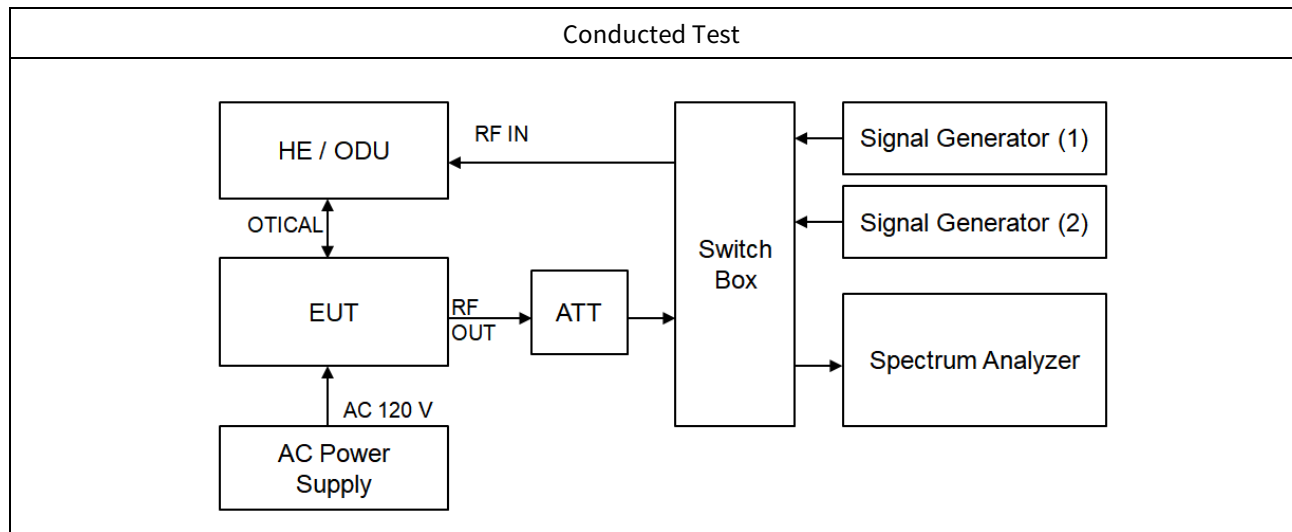 Conducted Test
HE / ODU
RF IN
Signal Generator (1)
OTICAL
Signal Generator (2)
Switch
Box
EUT
RF
OUT
ATT
Spectrum Analyzer
AC 120 V
AC Power
Supply